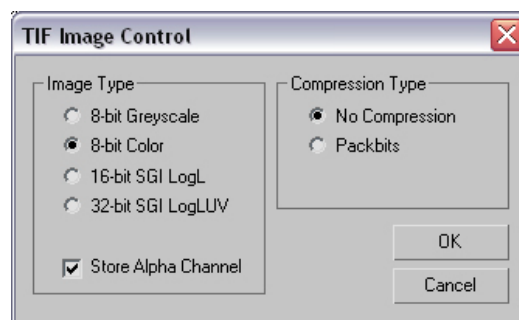 TIF Image Control
Image Type
8-bit Greyscale
8-bit Color
16-bit SGI LogL
32-bit SGI LogLUV
Store Alpha Channel
Compression Type
No Compression
Packbits
OK
Cancel